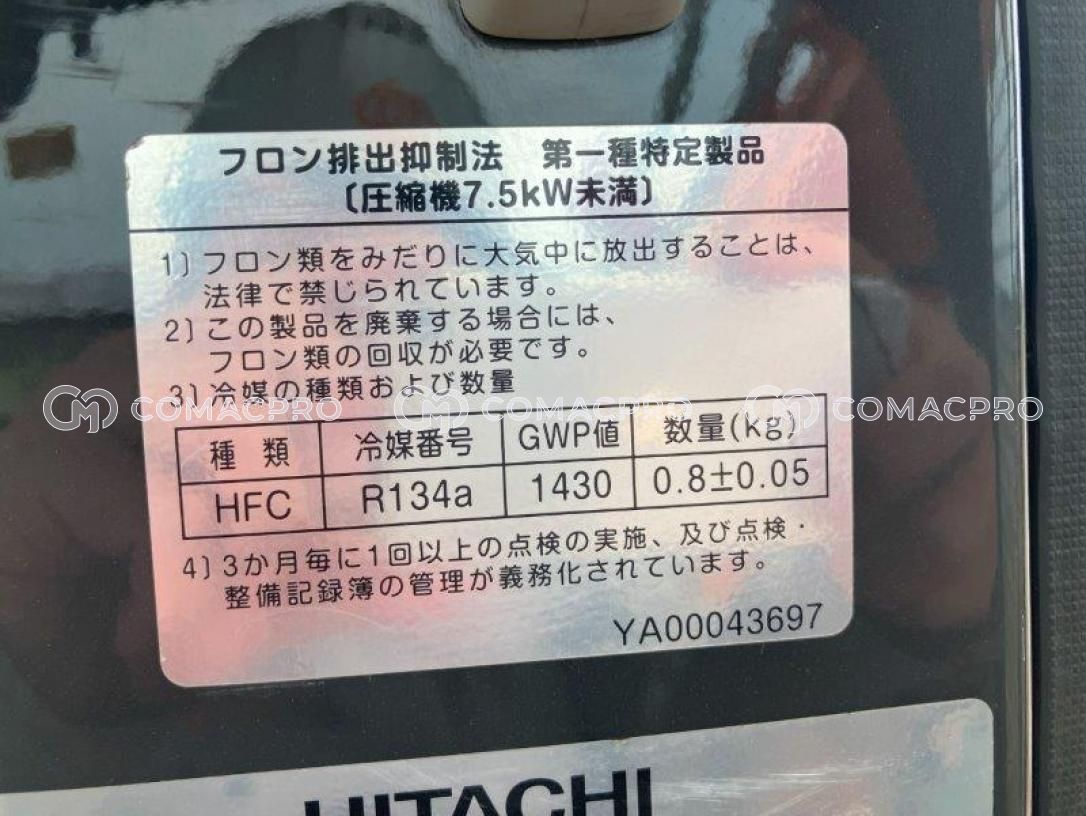 フロン排出抑制法 第一種特定製品
〔圧縮機7.5kW未満〕
1) フロン類をみだりに大気中に放出することは、
法律で禁じられています。
2) この製品を廃棄する場合には、
フロン類の回収が必要です。
3) 冷媒の種類および数量
COMACPRO COMACPRO COMACPRO
種類 冷媒番号 GWP値 数量(kg)
HFC R134a 1430 0.8±0.05
4) 3か月毎に1回以上の点検の実施、及び点検・
整備記録簿の管理が義務化されています。
YA00043697
HITACHI